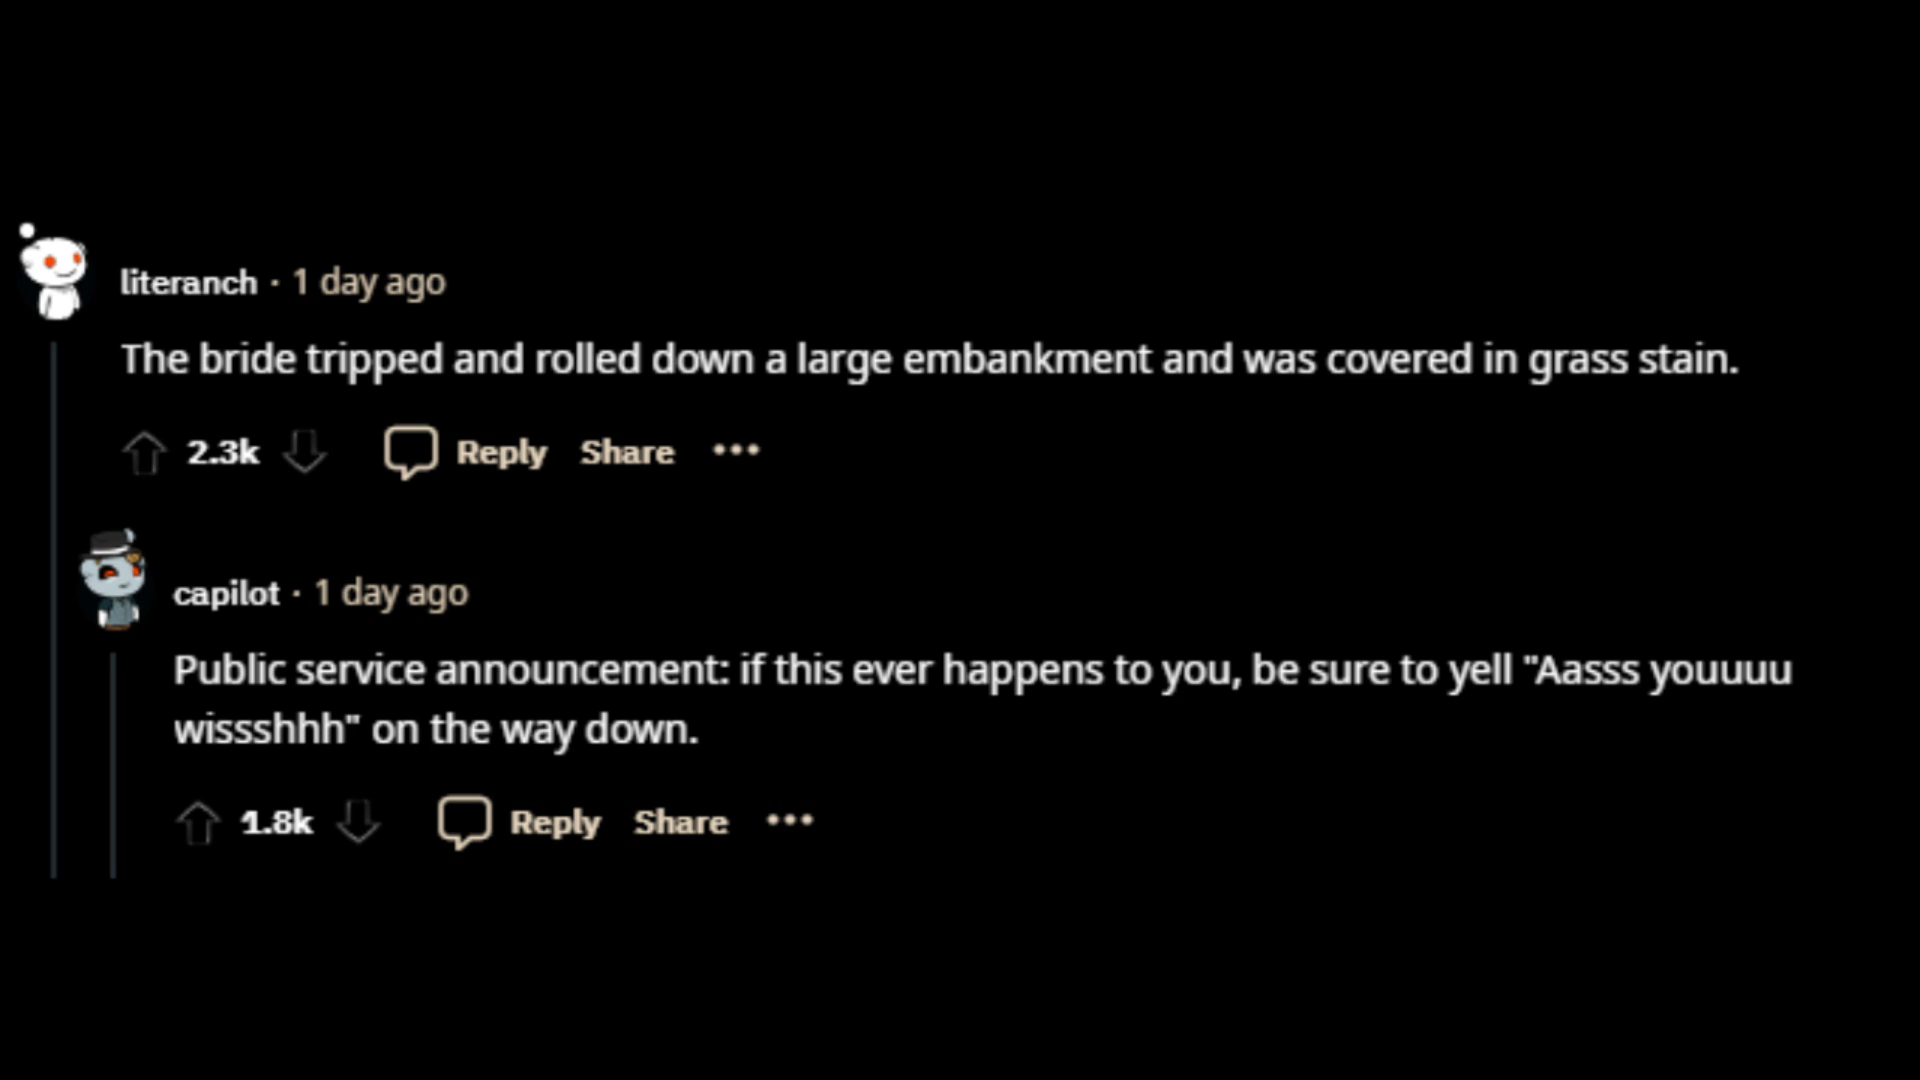 literanch · 1 day ago
The bride tripped and rolled down a large embankment and was covered in grass stain.
2.3k Reply Share •••
capilot · 1 day ago
Public service announcement: if this ever happens to you, be sure to yell "Aasss youuuu
wissshhh" on the way down.
1.8k Reply Share •••